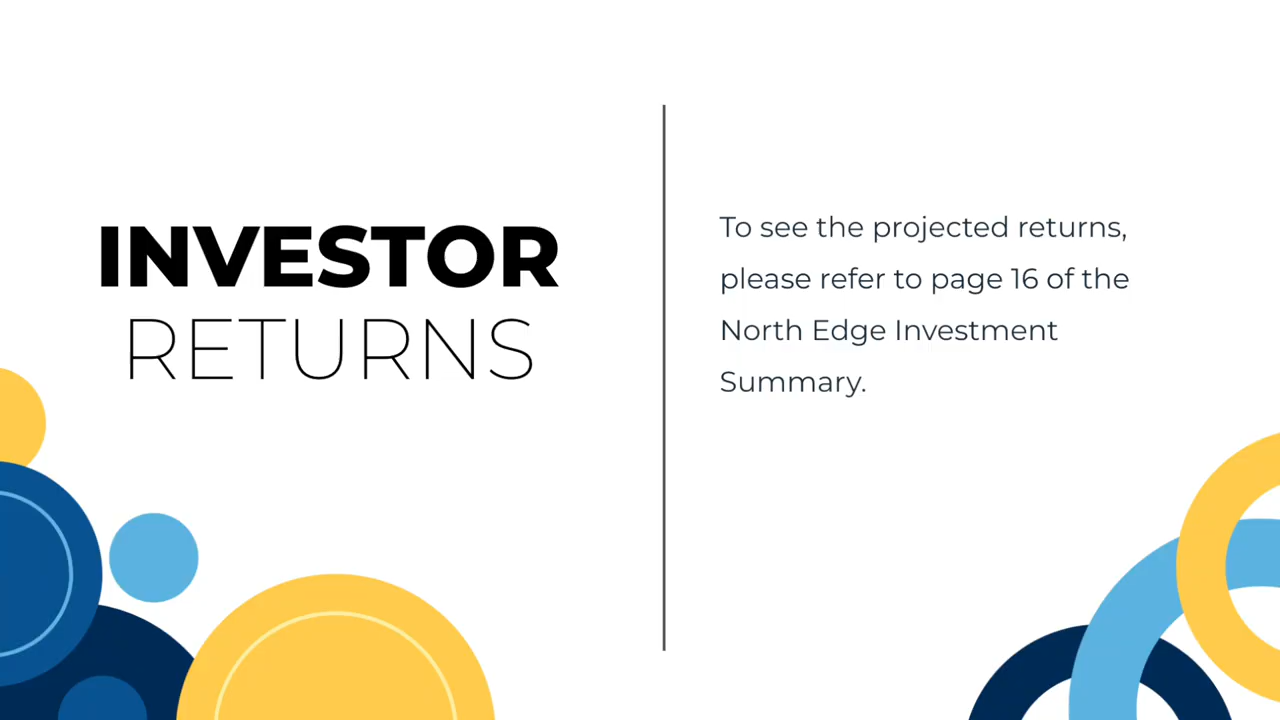 INVESTOR
RETURNS
To see the projected returns,
please refer to page 16 of the
North Edge Investment
Summary.